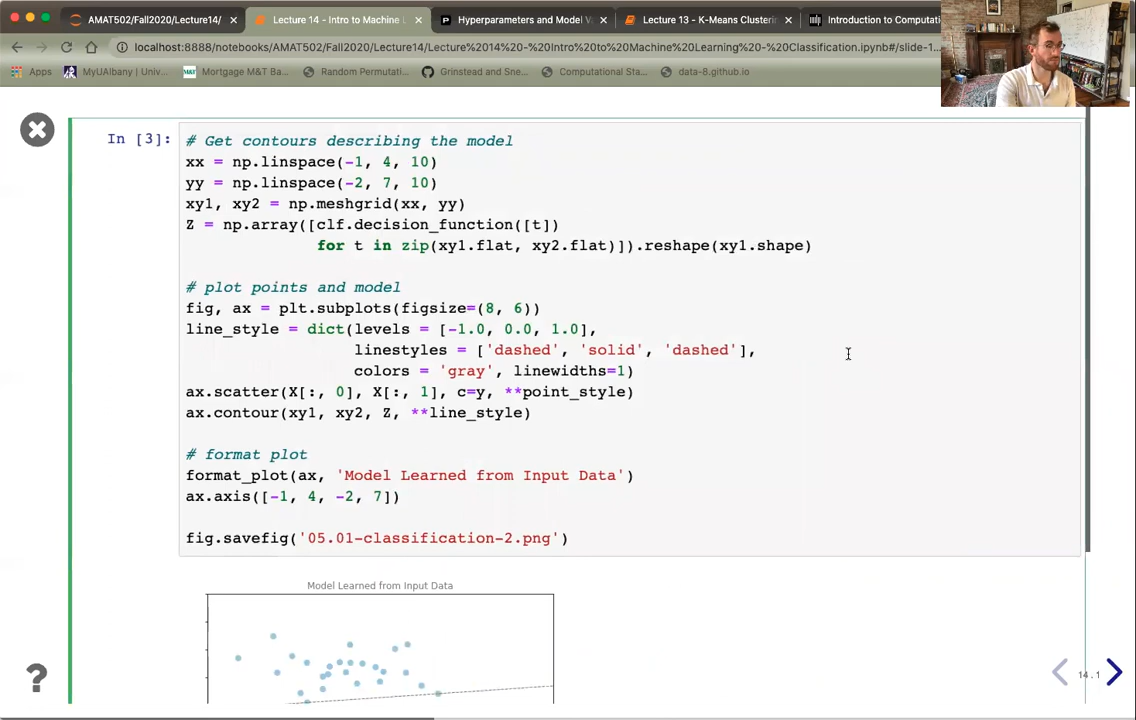 AMAT502/Fall2020/Lecture14/
Lecture 14 - Intro to Machine L
Hyperparameters and Model Va
Lecture 13 - K-Means Clusterin
Introduction to Computati
localhost:8888/notebooks/AMAT502/Fall2020/Lecture14/Lecture%2014%20-%20Intro%20to%20Machine%20Learning%20-%20Classification.ipynb#/slide-1...
Apps
MyUAlbany | Univ...
M&T
Mortgage M&T Ba...
Random Permutati...
Grinstead and Sne...
Computational Sta...
data-8.github.io
In [3]:
# Get contours describing the model
xx = np.linspace(-1, 4, 10)
yy = np.linspace(-2, 7, 10)
xy1, xy2 = np.meshgrid(xx, yy)
Z = np.array([clf.decision_function([t])
for t in zip(xy1.flat, xy2.flat)]).reshape(xy1.shape)
# plot points and model
fig, ax = plt.subplots(figsize=(8, 6))
line_style = dict(levels = [-1.0, 0.0, 1.0],
linestyles = ['dashed', 'solid', 'dashed'],
colors = 'gray', linewidths=1)
ax.scatter(X[:, 0], X[:, 1], c=y, **point_style)
ax.contour(xy1, xy2, Z, **line_style)
# format plot
format_plot(ax, 'Model Learned from Input Data')
ax.axis([-1, 4, -2, 7])
fig.savefig('05.01-classification-2.png')
Model Learned from Input Data
?
14.1